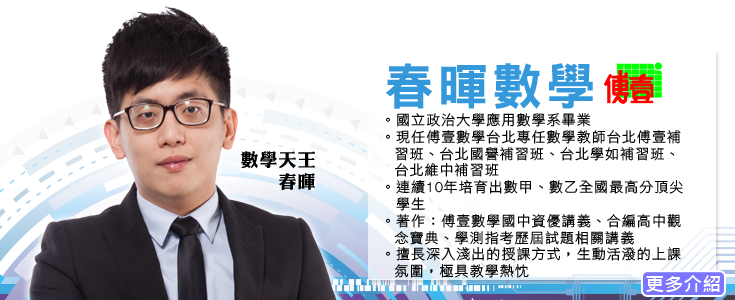 數學天王
春暉
春暉數學 傅壹
。國立政治大學應用數學系畢業
。現任傅壹數學台北專任數學教師台北傅壹補
習班、台北國譽補習班、台北學如補習班、
台北維中補習班
。連續10年培育出數甲、數乙全國最高分頂尖
學生
。著作：傅壹數學國中資優講義、合編高中觀
念寶典、學測指考歷屆試題相關講義
。擅長深入淺出的授課方式，生動活潑的上課
氛圍，極具教學熱忱
更多介紹